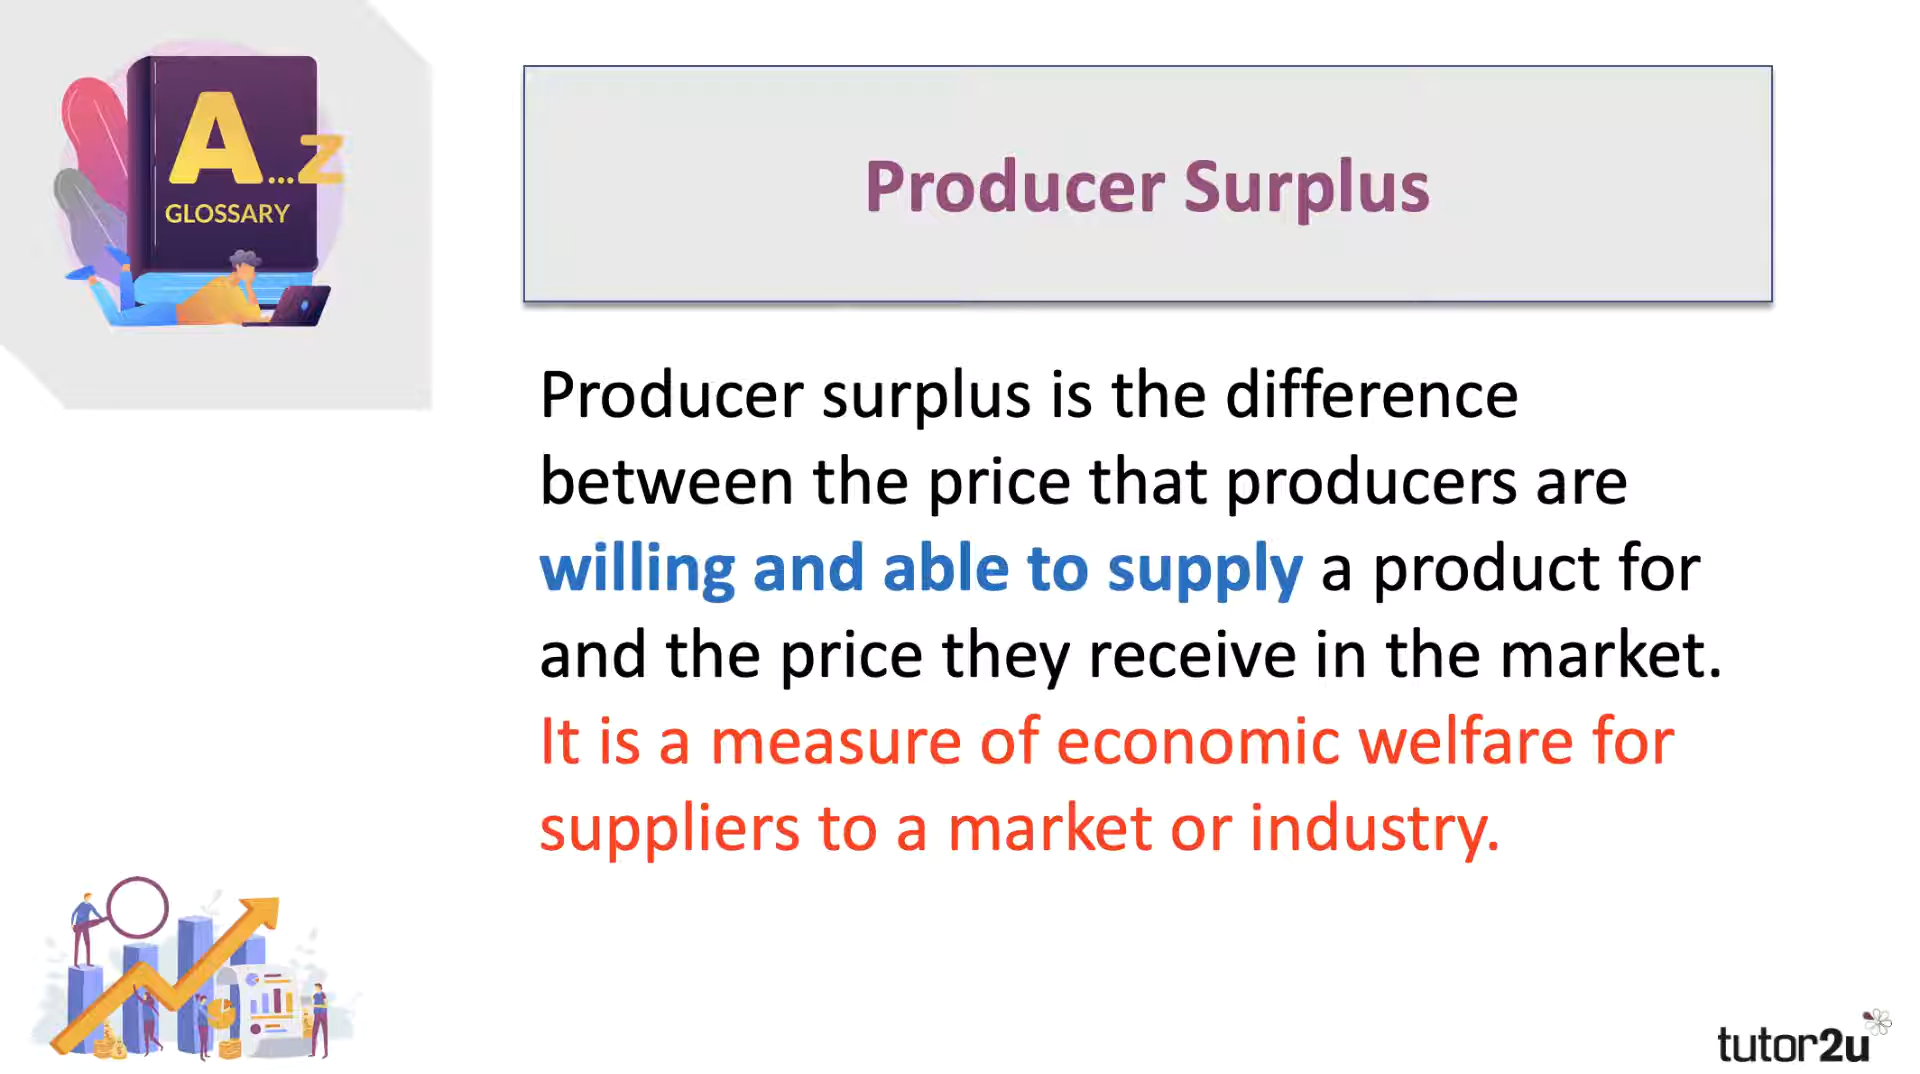 A...Z
GLOSSARY
Producer Surplus
Producer surplus is the difference
between the price that producers are
willing and able to supply a product for
and the price they receive in the market.
It is a measure of economic welfare for
suppliers to a market or industry.
tutor2u